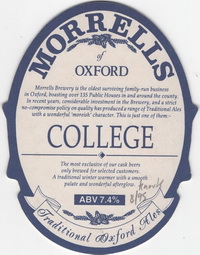 MORRELLS
of
OXFORD
Morrells Brewery is the oldest surviving family-run business
in Oxford, boasting over 135 Public Houses in and around the county.
In recent years, considerable investment in the Brewery, and a strict
no-compromise policy on quality has produced a range of Traditional Ales
with a wonderful 'moreish' character. This is just one of them:-
COLLEGE
The most exclusive of our cask beers
only brewed for selected customers.
A traditional winter warmer with a smooth
palate and wonderful afterglow.
ABV 7.4%
Traditional Oxford Ales